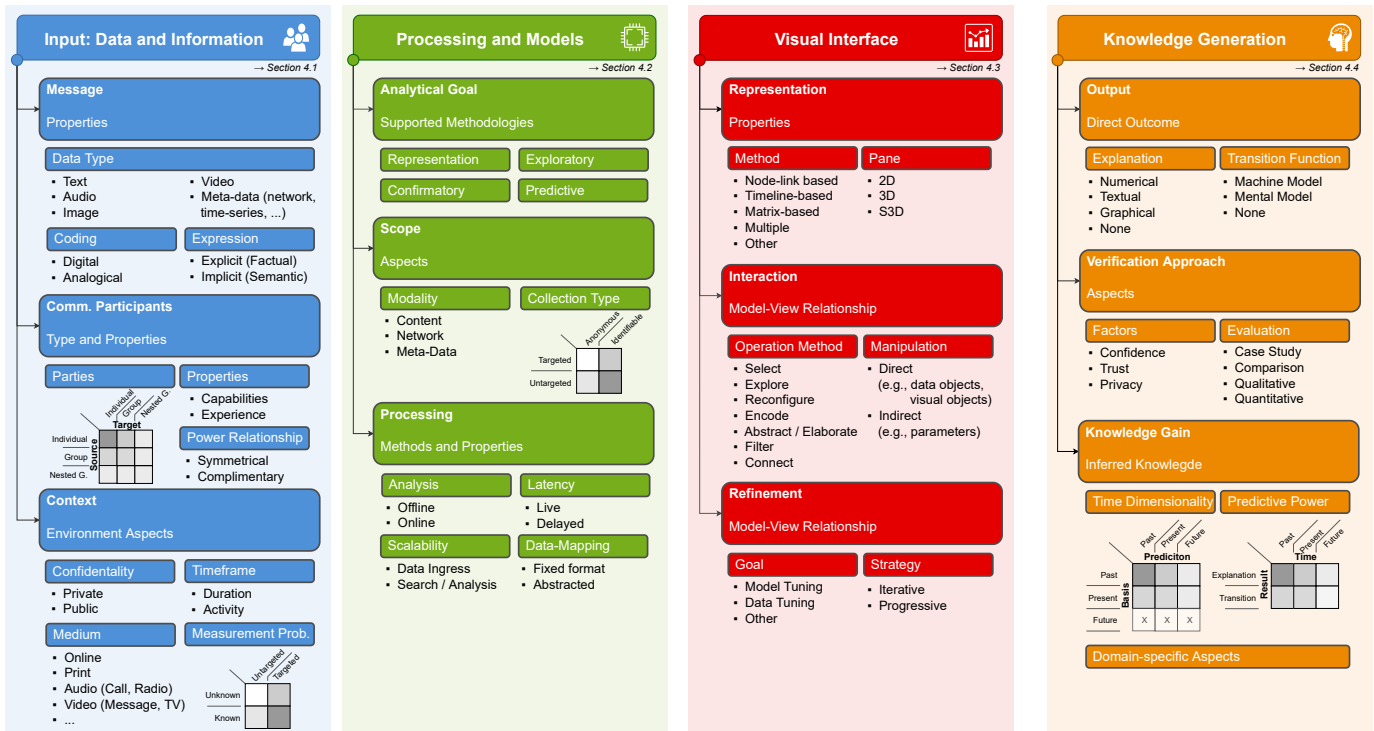 Input: Data and Information
→ Section 4.1
Message
Properties
Data Type
▪ Text
▪ Audio
▪ Image
▪ Video
▪ Meta-data (network,
time-series, ...)
Coding
▪ Digital
▪ Analogical
Expression
▪ Explicit (Factual)
▪ Implicit (Semantic)
Comm. Participants
Type and Properties
Parties
Individual
Group
Nested G.
Target
Source
Individual
Group
Nested G.
Properties
▪ Capabilities
▪ Experience
Power Relationship
▪ Symmetrical
▪ Complimentary
Context
Environment Aspects
Confidentality
▪ Private
▪ Public
Timeframe
▪ Duration
▪ Activity
Medium
▪ Online
▪ Print
▪ Audio (Call, Radio)
▪ Video (Message, TV)
▪ ...
Measurement Prob.
Untargeted
Targeted
Unknown
Known
Processing and Models
→ Section 4.2
Analytical Goal
Supported Methodologies
Representation
Exploratory
Confirmatory
Predictive
Scope
Aspects
Modality
▪ Content
▪ Network
▪ Meta-Data
Collection Type
Anonymous
Identifiable
Targeted
Untargeted
Processing
Methods and Properties
Analysis
▪ Offline
▪ Online
Latency
▪ Live
▪ Delayed
Scalability
▪ Data Ingress
▪ Search / Analysis
Data-Mapping
▪ Fixed format
▪ Abstracted
Visual Interface
→ Section 4.3
Representation
Properties
Method
▪ Node-link based
▪ Timeline-based
▪ Matrix-based
▪ Multiple
▪ Other
Pane
▪ 2D
▪ 3D
▪ S3D
Interaction
Model-View Relationship
Operation Method
▪ Select
▪ Explore
▪ Reconfigure
▪ Encode
▪ Abstract / Elaborate
▪ Filter
▪ Connect
Manipulation
▪ Direct
(e.g., data objects,
visual objects)
▪ Indirect
(e.g., parameters)
Refinement
Model-View Relationship
Goal
▪ Model Tuning
▪ Data Tuning
▪ Other
Strategy
▪ Iterative
▪ Progressive
Knowledge Generation
→ Section 4.4
Output
Direct Outcome
Explanation
▪ Numerical
▪ Textual
▪ Graphical
▪ None
Transition Function
▪ Machine Model
▪ Mental Model
▪ None
Verification Approach
Aspects
Factors
▪ Confidence
▪ Trust
▪ Privacy
Evaluation
▪ Case Study
▪ Comparison
▪ Qualitative
▪ Quantitative
Knowledge Gain
Inferred Knowlegde
Time Dimensionality
Past
Present
Future
Prediciton
Basis
Past
Present
Future
X X X
Predictive Power
Past
Present
Future
Time
Result
Explanation
Transition
Domain-specific Aspects